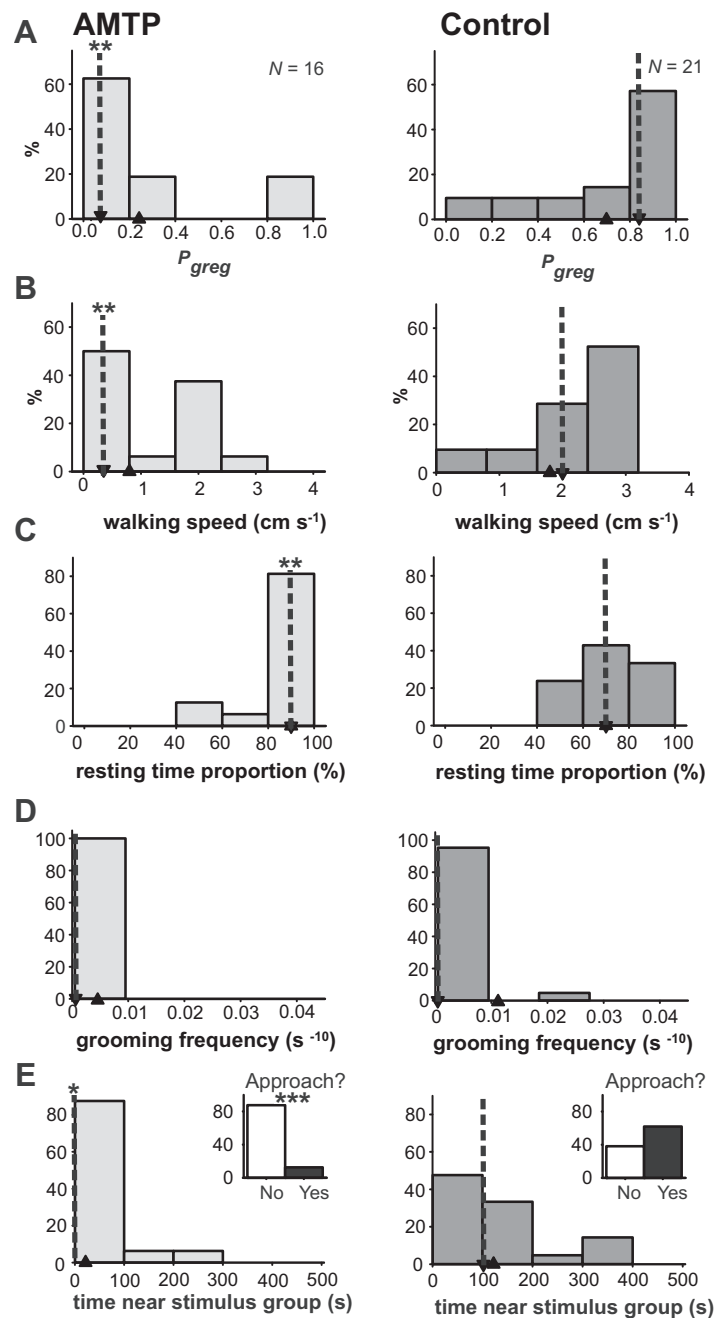 AMTP Control
A
** N = 16 N = 21
60 60
40 40
% 20 20
0 0
0.0 0.2 0.4 0.6 0.8 1.0 0.0 0.2 0.4 0.6 0.8 1.0
Pgreg Pgreg
B
**
60 60
40 40
% %
20 20
0 0
0 1 2 3 4 0 1 2 3 4
walking speed (cm s-1) walking speed (cm s-1)
C
**
80 80
60 60
40 40
20 20
0 0
0 20 40 60 80 100 0 20 40 60 80 100
resting time proportion (%) resting time proportion (%)
D
100 100
80 80
60 60
40 40
20 20
0 0
0 0.01 0.02 0.03 0.04 0 0.01 0.02 0.03 0.04
grooming frequency (s -10) grooming frequency (s -10)
E
* Approach? Approach?
80 *** 80
80 80
60 40 60 40
0 0
No Yes No Yes
40 40
20 20
0 0
0 100 200 300 400 500 0 100 200 300 400 500
time near stimulus group (s) time near stimulus group (s)